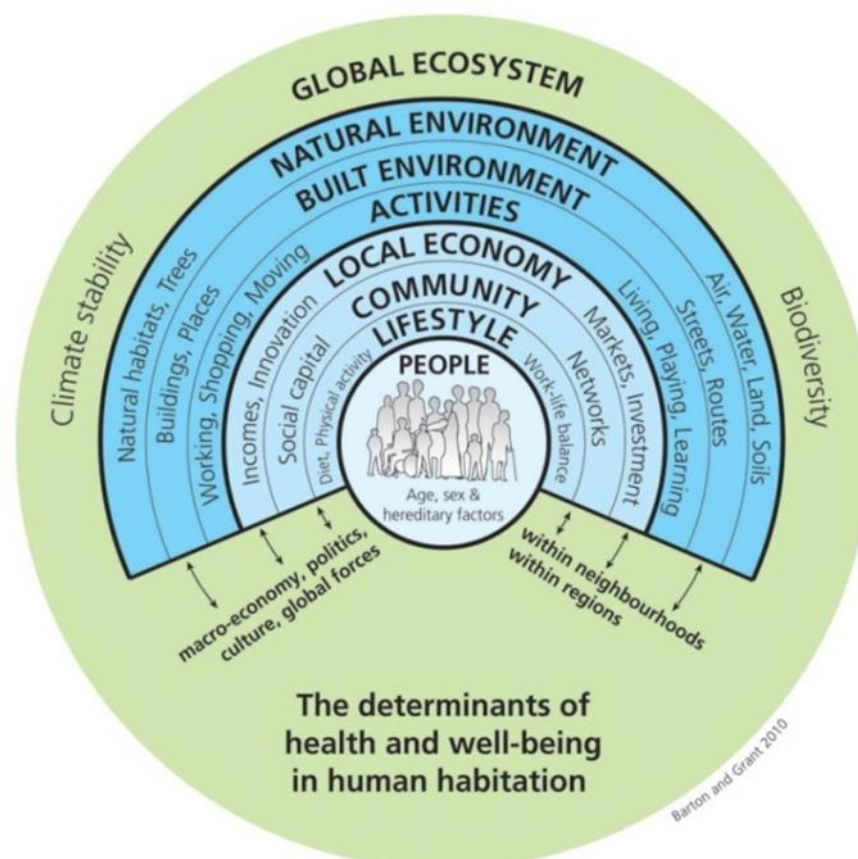 GLOBAL ECOSYSTEM
NATURAL ENVIRONMENT
BUILT ENVIRONMENT
ACTIVITIES
LOCAL ECONOMY
COMMUNITY
LIFESTYLE
PEOPLE
Age, sex &
hereditary factors
Climate stability
Natural habitats, Trees
Buildings, Places
Working, Shopping, Moving
Incomes, Innovation
Social capital
Diet, Physical activity
Work-life balance
Networks
Markets, Investment
Living, Playing, Learning
Streets, Routes
Air, Water, Land, Soils
Biodiversity
macro-economy, politics,
culture, global forces
within neighbourhoods
within regions
The determinants of
health and well-being
in human habitation
Barton and Grant 2010